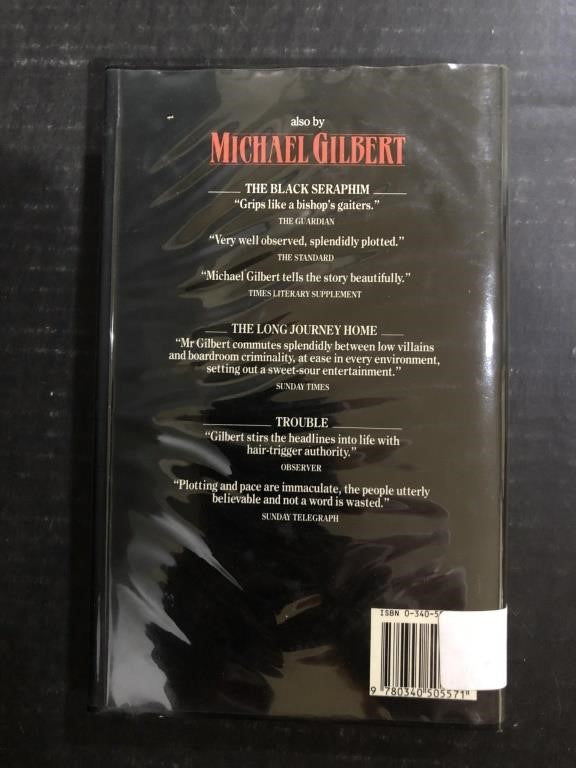 also by
MICHAEL GILBERT
THE BLACK SERAPHIM
“Grips like a bishop’s gaiters.”
THE GUARDIAN
“Very well observed, splendidly plotted.”
THE STANDARD
“Michael Gilbert tells the story beautifully.”
TIMES LITERARY SUPPLEMENT
THE LONG JOURNEY HOME
“Mr Gilbert commutes splendidly between low villains
and boardroom criminality, at ease in every environment,
setting out a sweet-sour entertainment.”
SUNDAY TIMES
TROUBLE
“Gilbert stirs the headlines into life with
hair-trigger authority.”
OBSERVER
“Plotting and pace are immaculate, the people utterly
believable and not a word is wasted.”
SUNDAY TELEGRAPH
ISBN 0-340-5
9 780340 505571